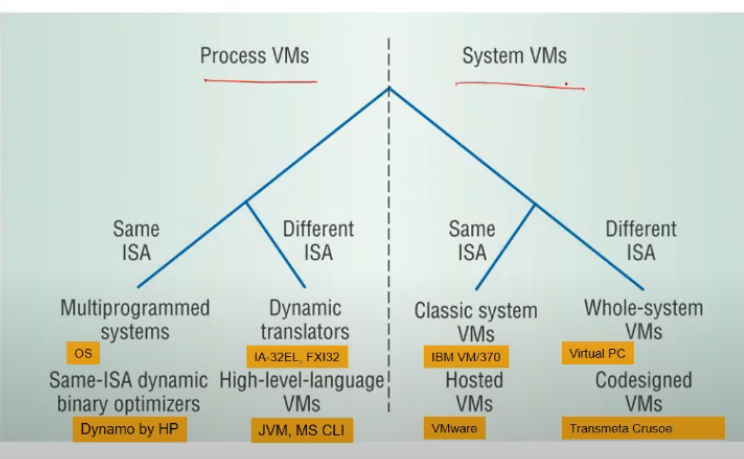 Process VMs
System VMs
Same
ISA
Different
ISA
Same
ISA
Different
ISA
Multiprogrammed
systems
OS
Dynamic
translators
IA-32EL, FXI32
Classic system
VMs
IBM VM/370
Whole-system
VMs
Virtual PC
Same-ISA dynamic
binary optimizers
Dynamo by HP
High-level-language
VMs
JVM, MS CLI
Hosted
VMs
VMware
Codesigned
VMs
Transmeta Crusoe